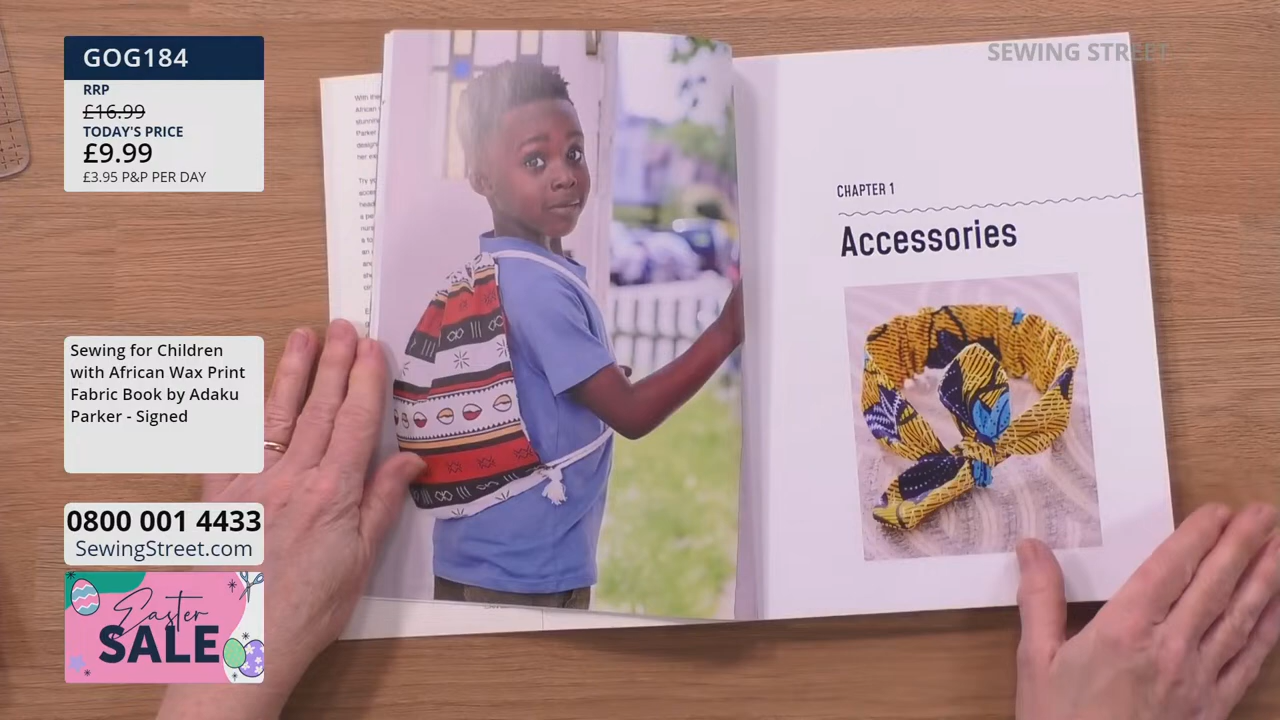 GOG184
RRP
£16.99
TODAY'S PRICE
£9.99
£3.95 P&P PER DAY
Sewing for Children
with African Wax Print
Fabric Book by Adaku
Parker - Signed
0800 001 4433
SewingStreet.com
Easter
SALE
SEWING STREET
CHAPTER 1
Accessories